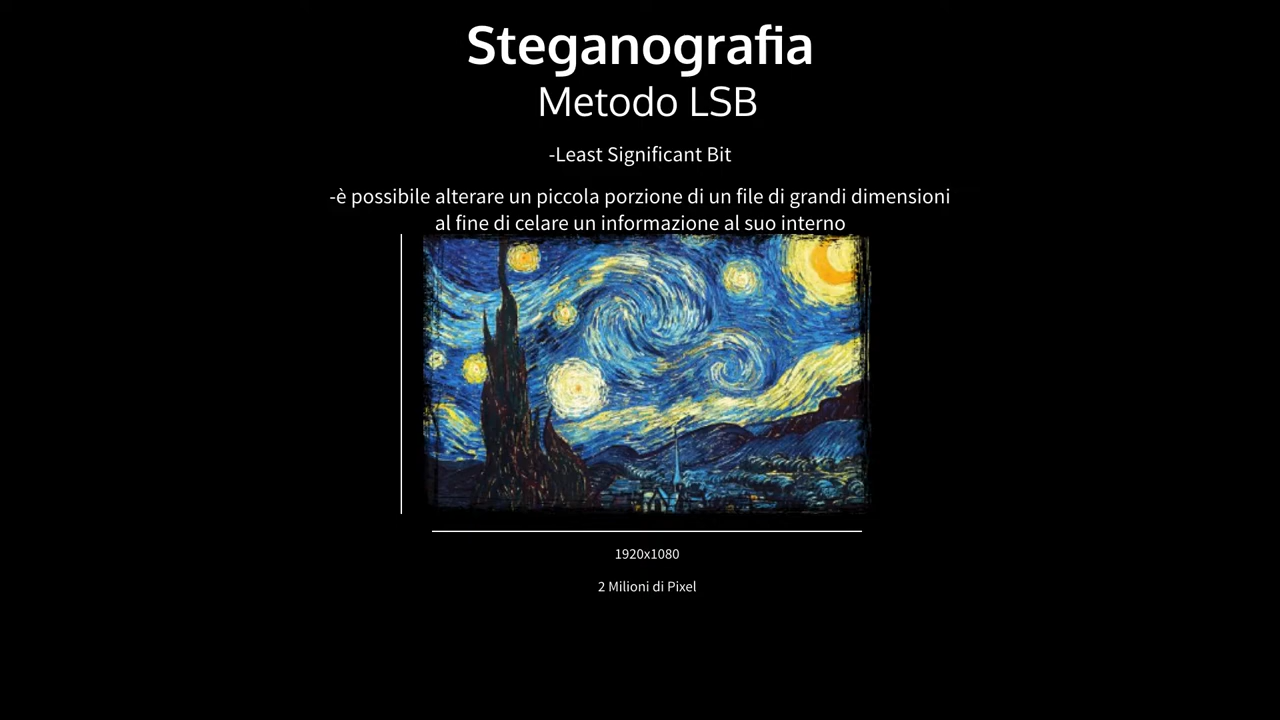 Steganografia
Metodo LSB
-Least Significant Bit
-è possibile alterare un piccola porzione di un file di grandi dimensioni
al fine di celare un informazione al suo interno
1920x1080
2 Milioni di Pixel